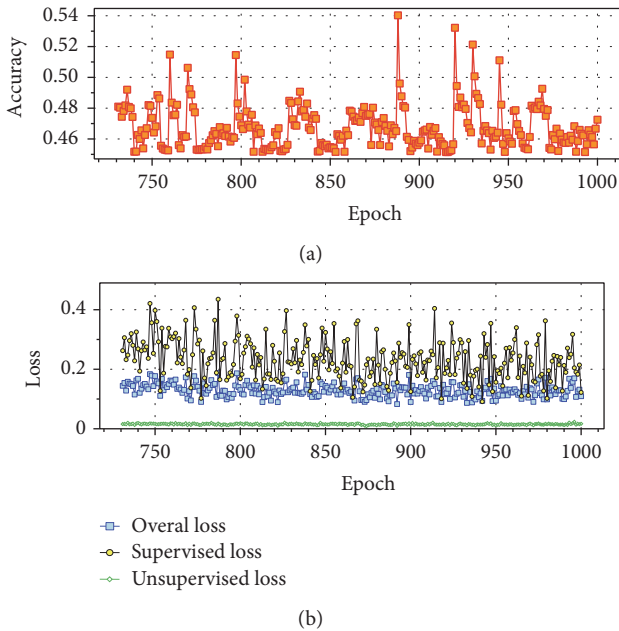 0.54
0.52
0.50
0.48
0.46
Accuracy
750 800 850 900 950 1000
Epoch
(a)
0.4
0.2
0
Loss
750 800 850 900 950 1000
Epoch
Overal loss
Supervised loss
Unsupervised loss
(b)